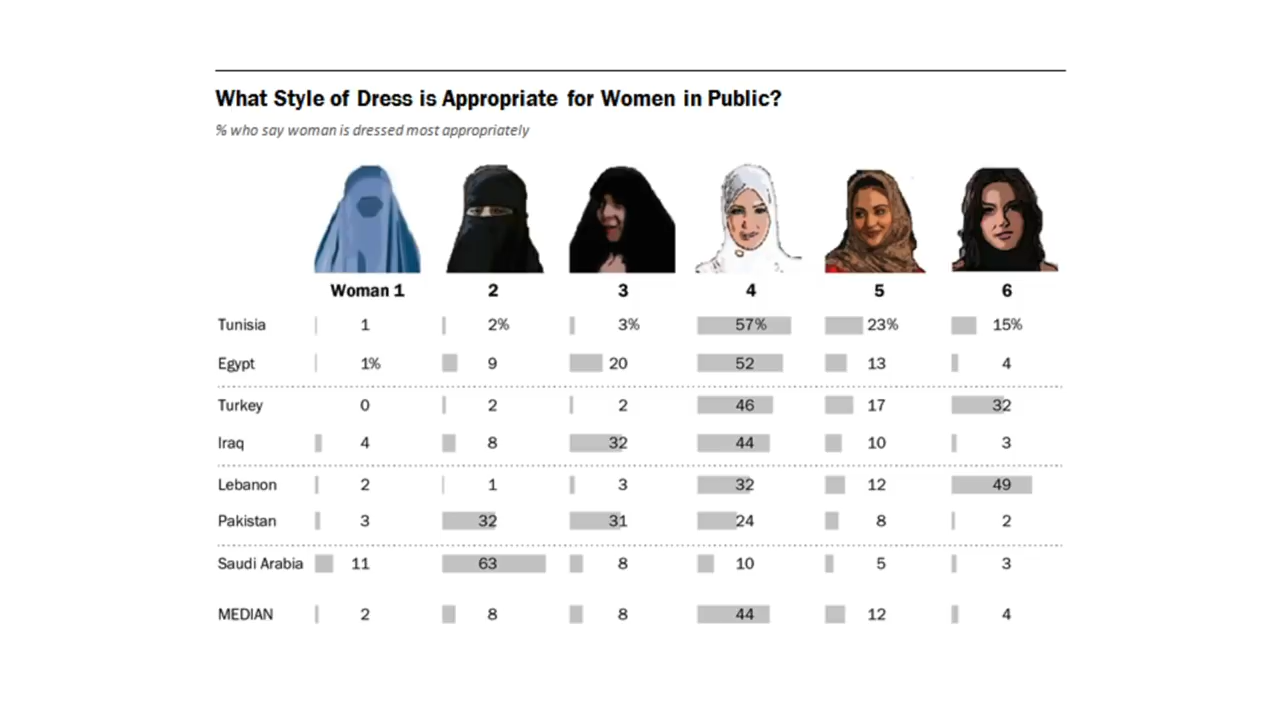 What Style of Dress is Appropriate for Women in Public?
% who say woman is dressed most appropriately
Woman 1 2 3 4 5 6
Tunisia 1 2% 3% 57% 23% 15%
Egypt 1% 9 20 52 13 4
Turkey 0 2 2 46 17 32
Iraq 4 8 32 44 10 3
Lebanon 2 1 3 32 12 49
Pakistan 3 32 31 24 8 2
Saudi Arabia 11 63 8 10 5 3
MEDIAN 2 8 8 44 12 4